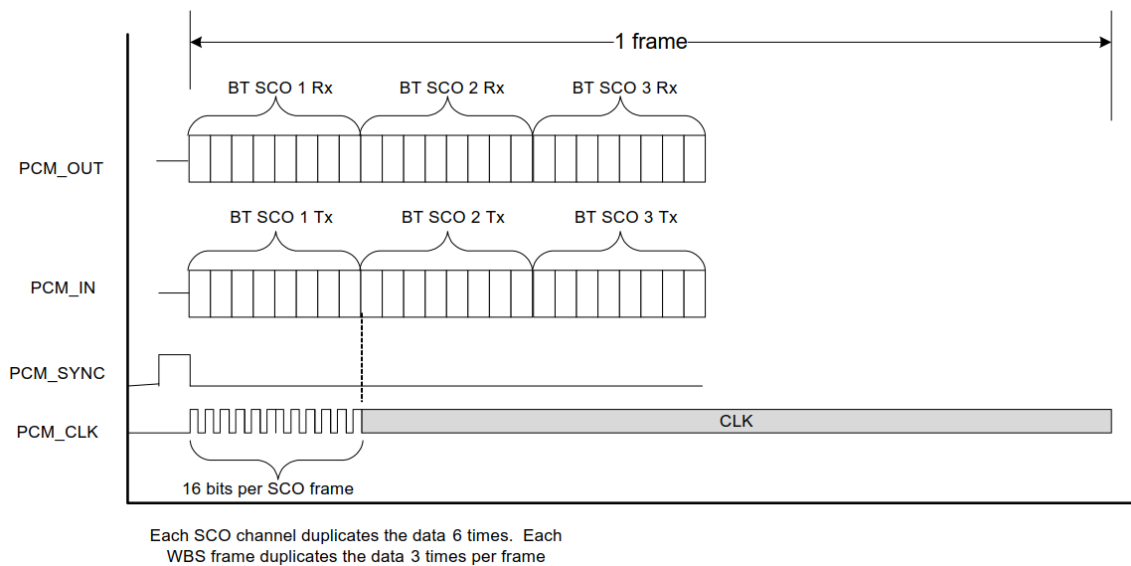 1 frame
BT SCO 1 Rx BT SCO 2 Rx BT SCO 3 Rx
PCM_OUT
BT SCO 1 Tx BT SCO 2 Tx BT SCO 3 Tx
PCM_IN
PCM_SYNC
PCM_CLK CLK
16 bits per SCO frame
Each SCO channel duplicates the data 6 times. Each
WBS frame duplicates the data 3 times per frame